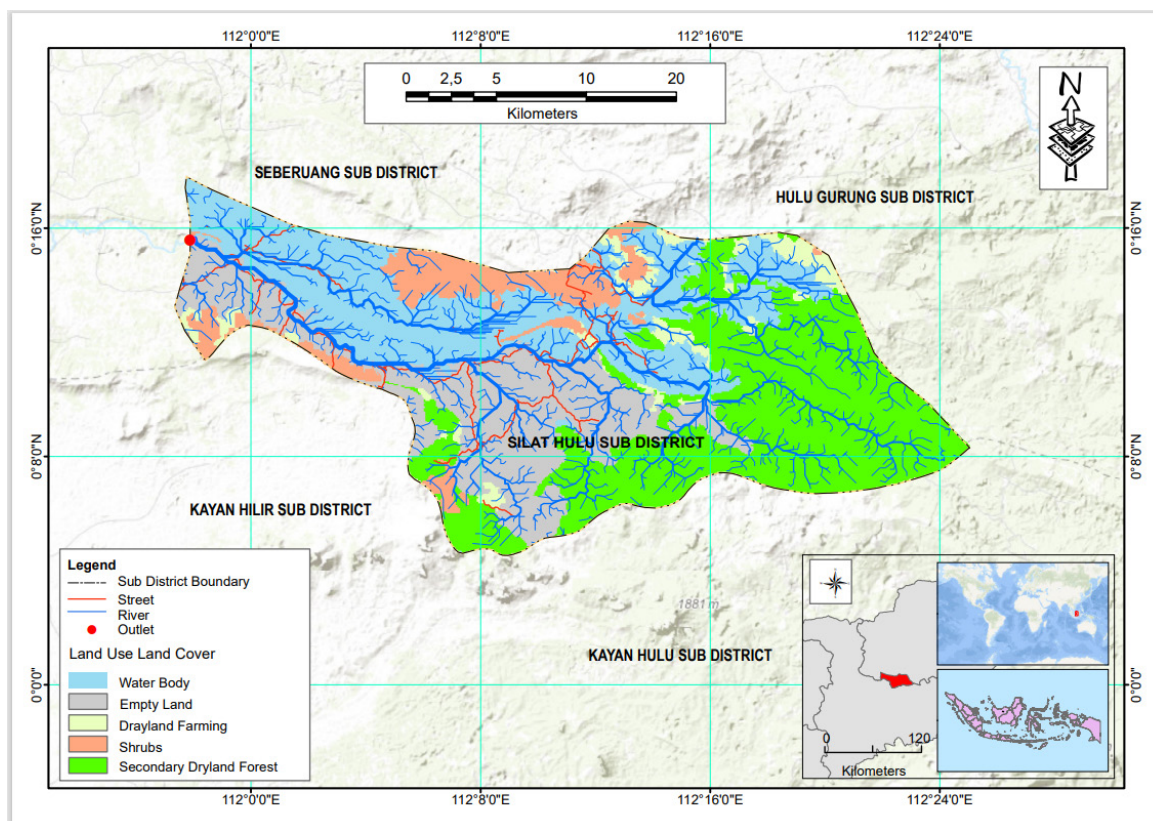 112°0'0"E 112°8'0"E 112°16'0"E 112°24'0"E
0 2,5 5 10 20
Kilometers
N
SEBERUANG SUB DISTRICT
HULU GURUNG SUB DISTRICT
0°16'0"N 0°16'0"N
SILAT HULU SUB DISTRICT
0°8'0"N 0°8'0"N
KAYAN HILIR SUB DISTRICT
1881 m
KAYAN HULU SUB DISTRICT
0°0'0" 0°0'0"
Legend
Sub District Boundary
Street
River
Outlet
Land Use Land Cover
Water Body
Empty Land
Drayland Farming
Shrubs
Secondary Dryland Forest
0 120
Kilometers
112°0'0"E 112°8'0"E 112°16'0"E 112°24'0"E